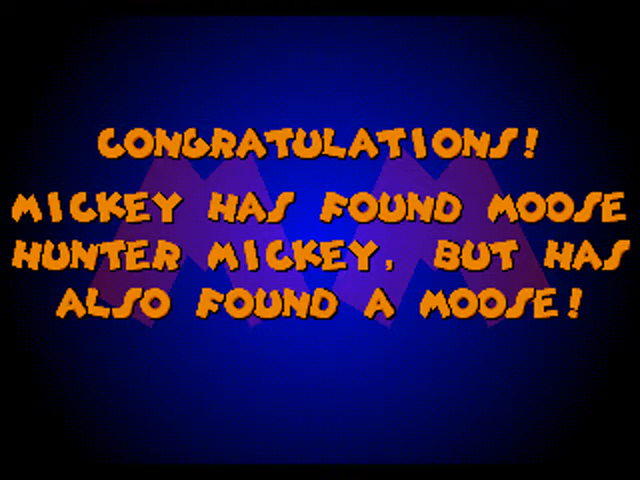 CONGRATULATIONS!
MICKEY HAS FOUND MOOSE
HUNTER MICKEY, BUT HAS
ALSO FOUND A MOOSE!